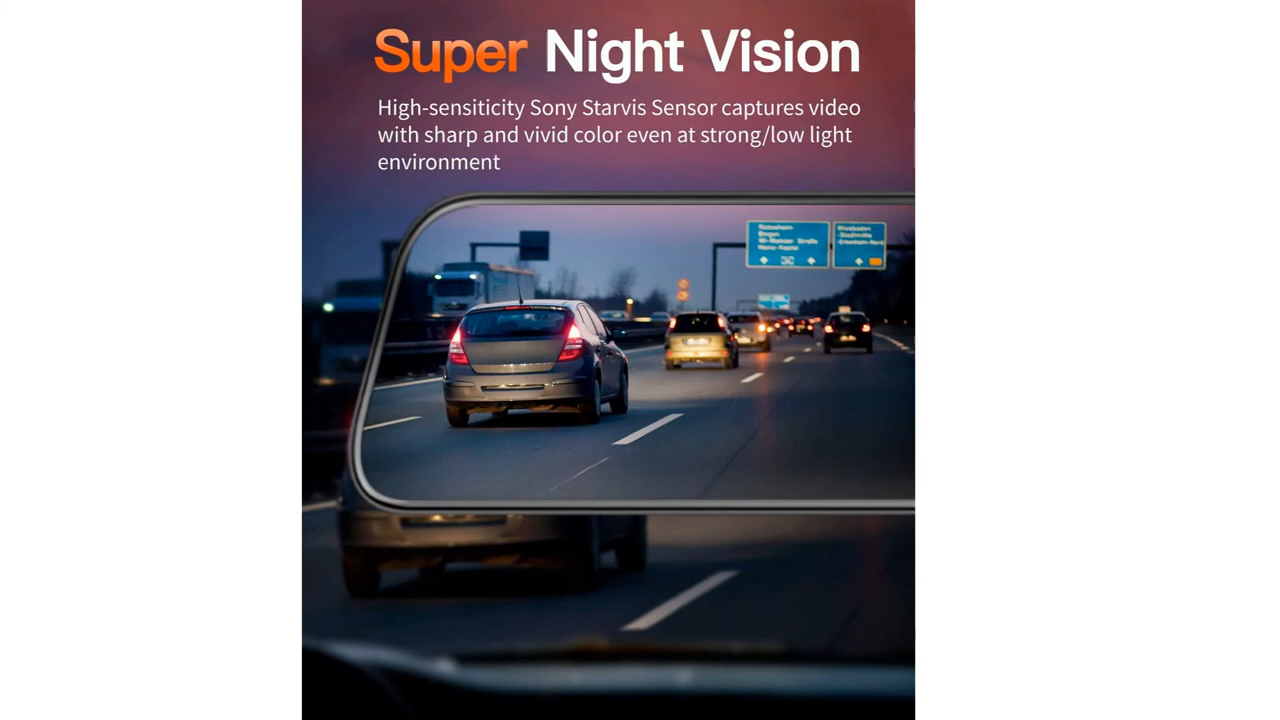 Super Night Vision
High-sensiticity Sony Starvis Sensor captures video
with sharp and vivid color even at strong/low light
environment
Wiesbaden